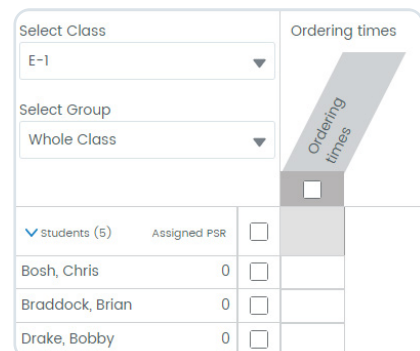 Select Class
E-1
Select Group
Whole Class
Ordering times
Ordering
times
Students (5) Assigned PSR
Bosh, Chris 0
Braddock, Brian 0
Drake, Bobby 0